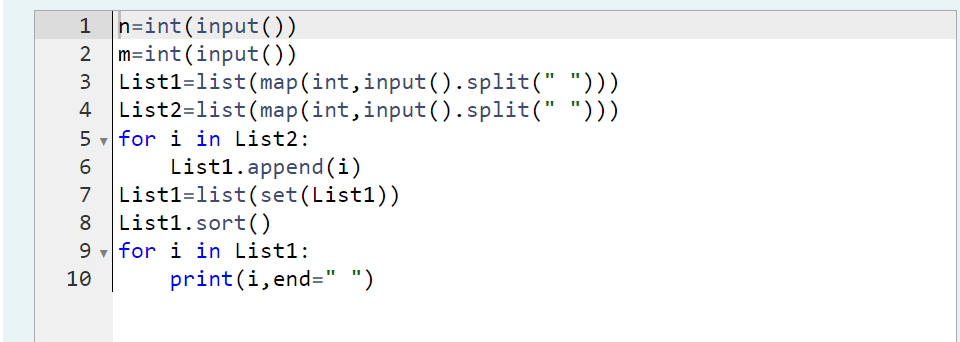 1 n=int(input())
2 m=int(input())
3 List1=list(map(int,input().split(" ")))
4 List2=list(map(int,input().split(" ")))
5 for i in List2:
6     List1.append(i)
7 List1=list(set(List1))
8 List1.sort()
9 for i in List1:
10     print(i,end=" ")